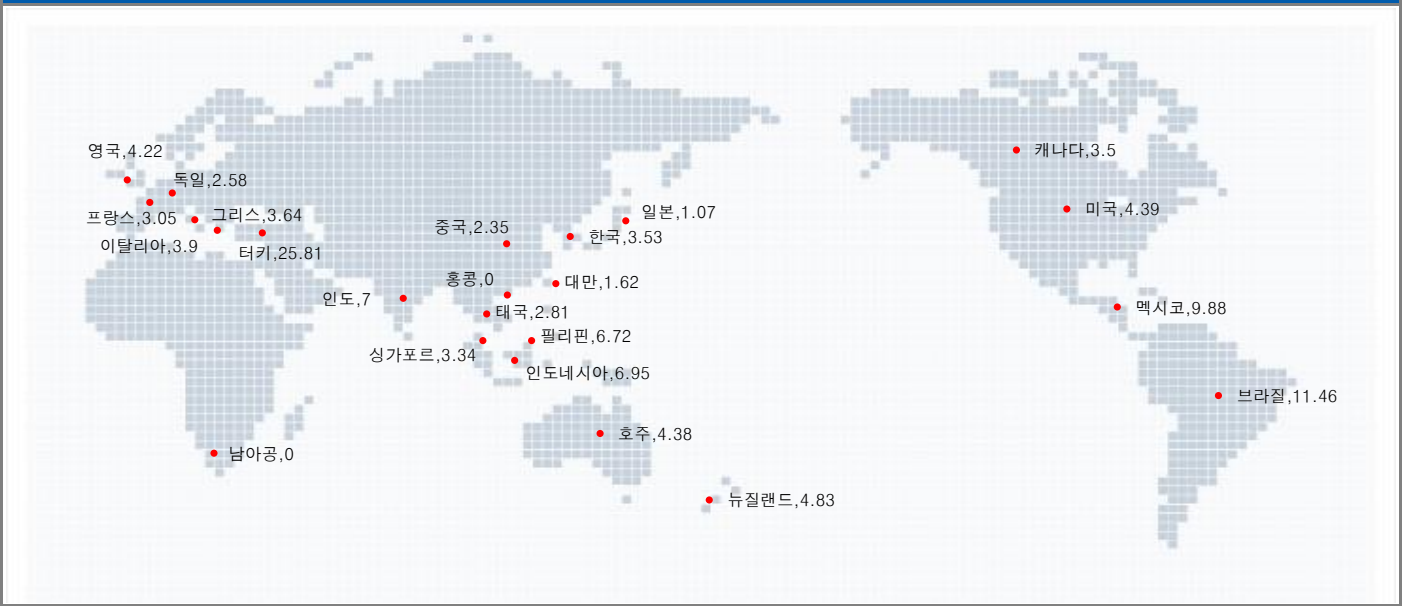 영국,4.22
독일,2.58
프랑스,3.05
그리스,3.64
이탈리아,3.9
터키,25.81
중국,2.35
일본,1.07
한국,3.53
홍콩,0
대만,1.62
인도,7
태국,2.81
필리핀,6.72
싱가포르,3.34
인도네시아,6.95
호주,4.38
남아공,0
뉴질랜드,4.83
캐나다,3.5
미국,4.39
멕시코,9.88
브라질,11.46